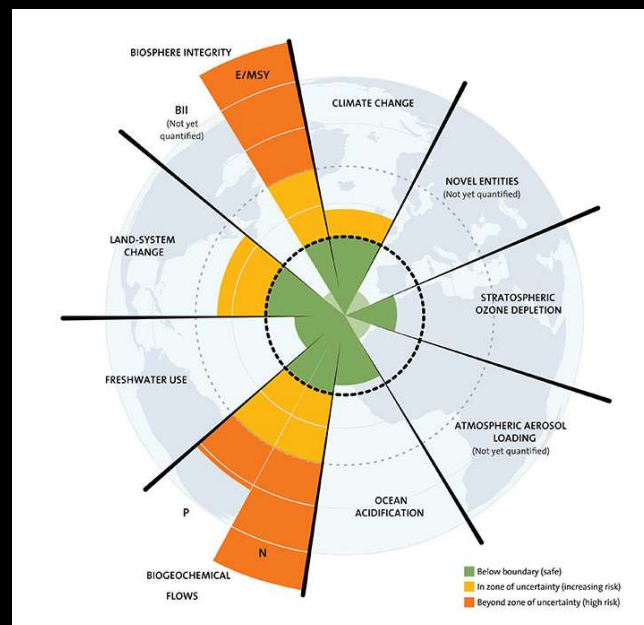 BIOSPHERE INTEGRITY
E/MSY
BII
(Not yet
quantified)
CLIMATE CHANGE
NOVEL ENTITIES
(Not yet quantified)
LAND-SYSTEM
CHANGE
STRATOSPHERIC
OZONE DEPLETION
FRESHWATER USE
ATMOSPHERIC AEROSOL
LOADING
(Not yet quantified)
P
OCEAN
ACIDIFICATION
N
BIOGEOCHEMICAL
FLOWS
Below boundary (safe)
In zone of uncertainty (increasing risk)
Beyond zone of uncertainty (high risk)